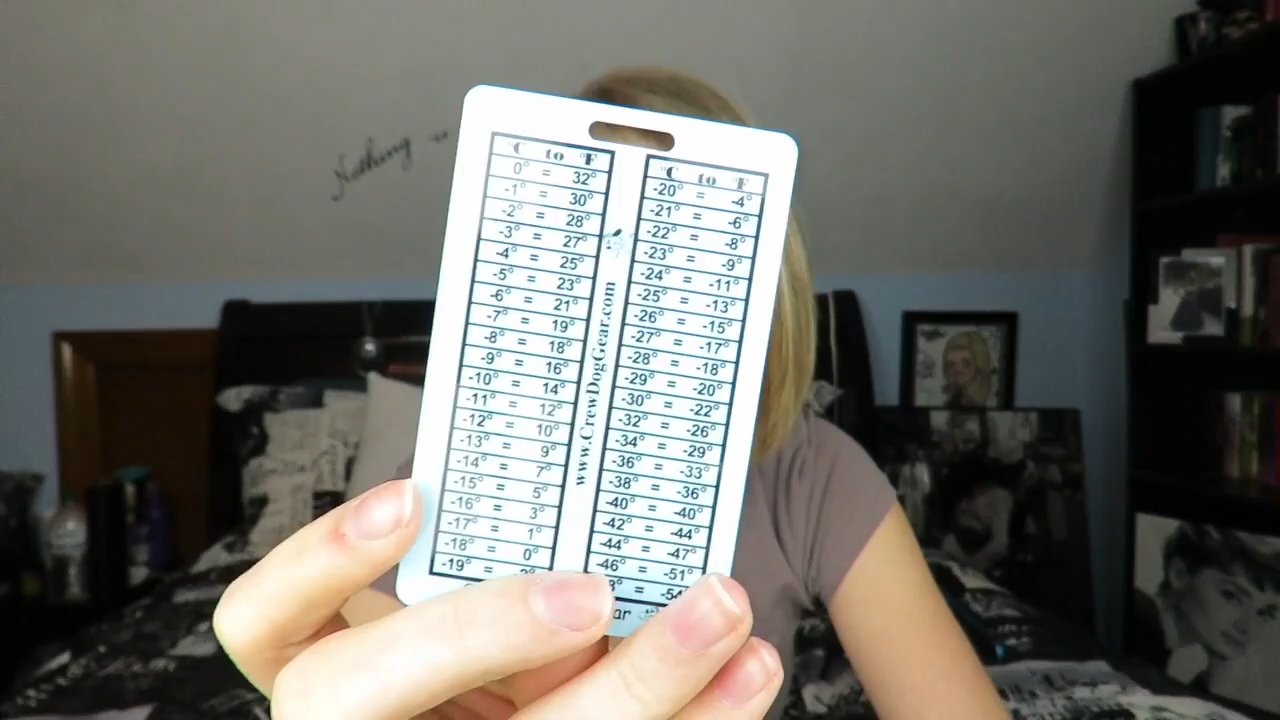 Nothing is
°C to °F
0° = 32°
-1° = 30°
-2° = 28°
-3° = 27°
-4° = 25°
-5° = 23°
-6° = 21°
-7° = 19°
-8° = 18°
-9° = 16°
-10° = 14°
-11° = 12°
-12° = 10°
-13° = 9°
-14° = 7°
-15° = 5°
-16° = 3°
-17° = 1°
-18° = 0°
-19° =
www.CrewDogGear.com
°C to °F
-20° = -4°
-21° = -6°
-22° = -8°
-23° = -9°
-24° = -11°
-25° = -13°
-26° = -15°
-27° = -17°
-28° = -18°
-29° = -20°
-30° = -22°
-32° = -26°
-34° = -29°
-36° = -33°
-38° = -36°
-40° = -40°
-42° = -44°
-44° = -47°
-46° = -51°
= -54